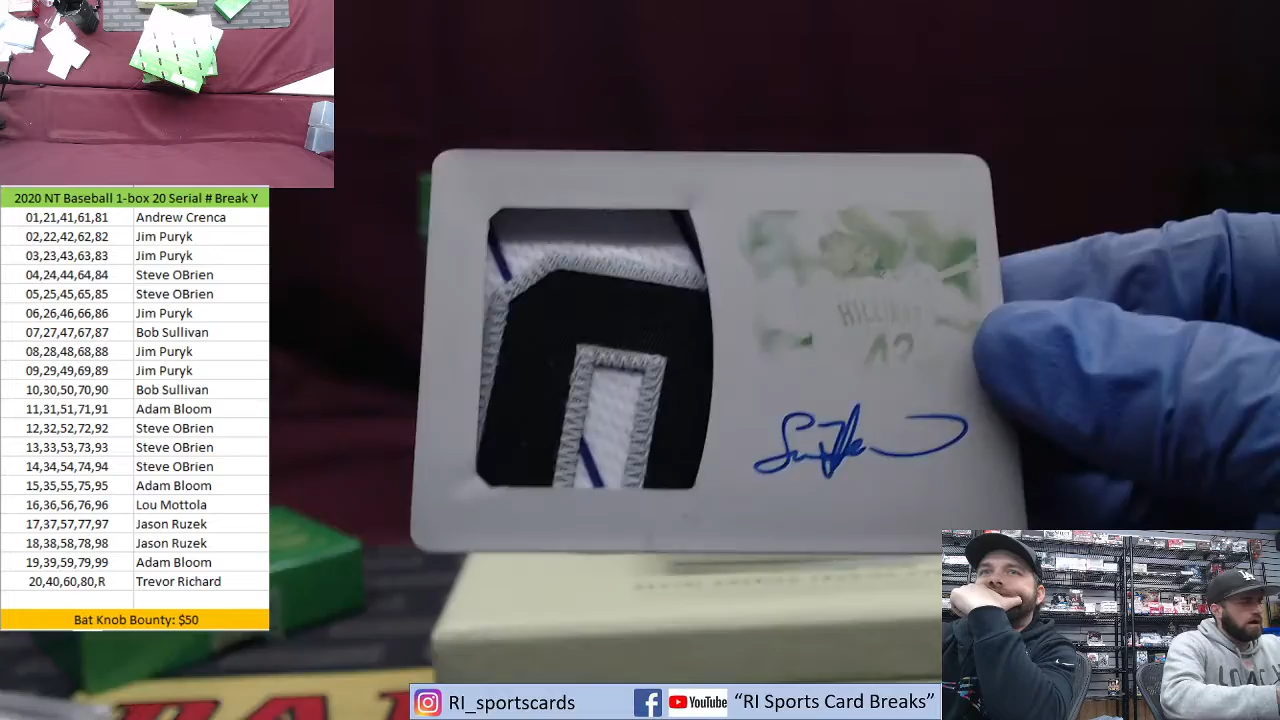 2020 NT Baseball 1-box 20 Serial # Break Y
01,21,41,61,81 Andrew Crenca
02,22,42,62,82 Jim Puryk
03,23,43,63,83 Jim Puryk
04,24,44,64,84 Steve OBrien
05,25,45,65,85 Steve OBrien
06,26,46,66,86 Jim Puryk
07,27,47,67,87 Bob Sullivan
08,28,48,68,88 Jim Puryk
09,29,49,69,89 Jim Puryk
10,30,50,70,90 Bob Sullivan
11,31,51,71,91 Adam Bloom
12,32,52,72,92 Steve OBrien
13,33,53,73,93 Steve OBrien
14,34,54,74,94 Steve OBrien
15,35,55,75,95 Adam Bloom
16,36,56,76,96 Lou Mottola
17,37,57,77,97 Jason Ruzek
18,38,58,78,98 Jason Ruzek
19,39,59,79,99 Adam Bloom
20,40,60,80,R Trevor Richard
Bat Knob Bounty: $50
RI_sportscards
YouTube
“RI Sports Card Breaks”